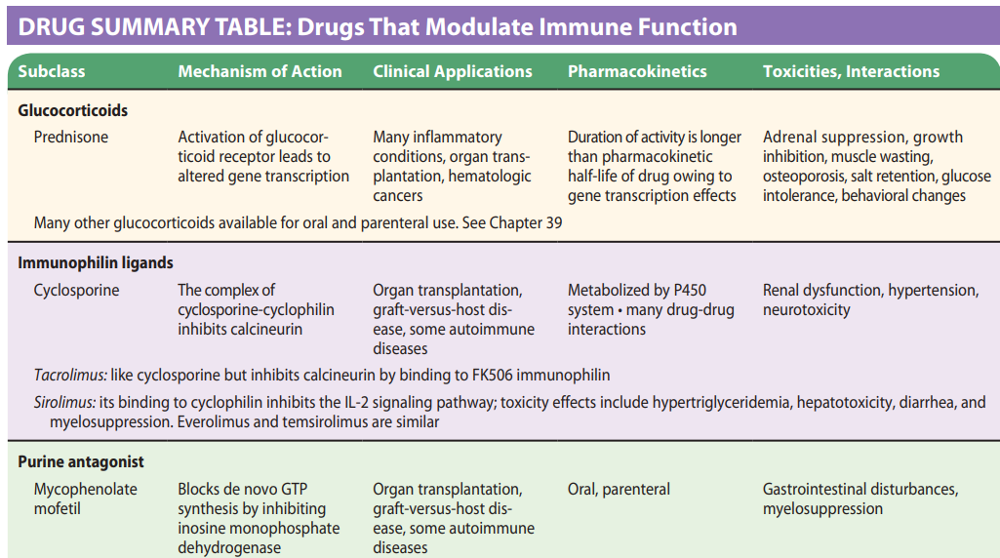 DRUG SUMMARY TABLE: Drugs That Modulate Immune Function
Subclass Mechanism of Action Clinical Applications Pharmacokinetics Toxicities, Interactions
Glucocorticoids
Prednisone Activation of glucocor- Many inflammatory Duration of activity is longer Adrenal suppression, growth
ticoid receptor leads to conditions, organ trans- than pharmacokinetic inhibition, muscle wasting,
altered gene transcription plantation, hematologic half-life of drug owing to osteoporosis, salt retention, glucose
cancers gene transcription effects intolerance, behavioral changes
Many other glucocorticoids available for oral and parenteral use. See Chapter 39
Immunophilin ligands
Cyclosporine The complex of Organ transplantation, Metabolized by P450 Renal dysfunction, hypertension,
cyclosporine-cyclophilin graft-versus-host dis- system • many drug-drug neurotoxicity
inhibits calcineurin ease, some autoimmune interactions
diseases
Tacrolimus: like cyclosporine but inhibits calcineurin by binding to FK506 immunophilin
Sirolimus: its binding to cyclophilin inhibits the IL-2 signaling pathway; toxicity effects include hypertriglyceridemia, hepatotoxicity, diarrhea, and
myelosuppression. Everolimus and temsirolimus are similar
Purine antagonist
Mycophenolate Blocks de novo GTP Organ transplantation, Oral, parenteral Gastrointestinal disturbances,
mofetil synthesis by inhibiting graft-versus-host dis- myelosuppression
inosine monophosphate ease, some autoimmune
dehydrogenase diseases